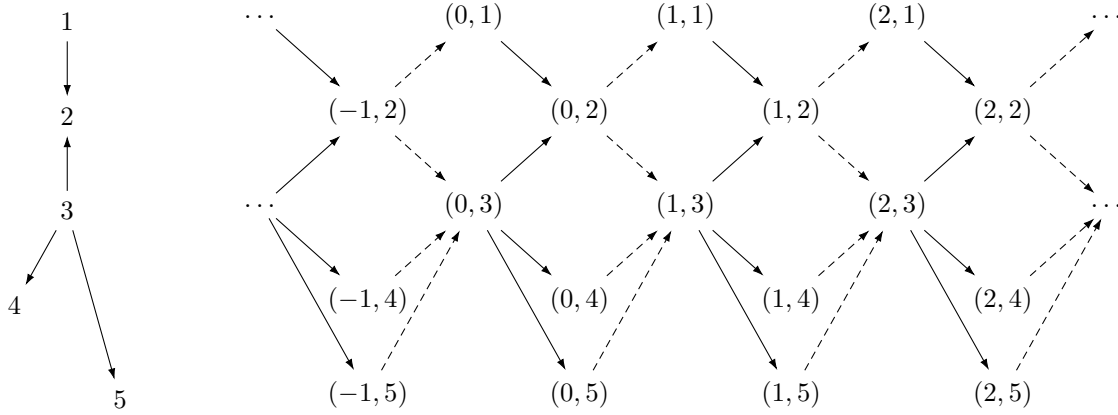 1 ⋯ (0, 1) (1, 1) (2, 1) ⋯
2 (−1, 2) (0, 2) (1, 2) (2, 2)
3 ⋯ (0, 3) (1, 3) (2, 3) ⋯
4 (−1, 4) (0, 4) (1, 4) (2, 4)
5 (−1, 5) (0, 5) (1, 5) (2, 5)